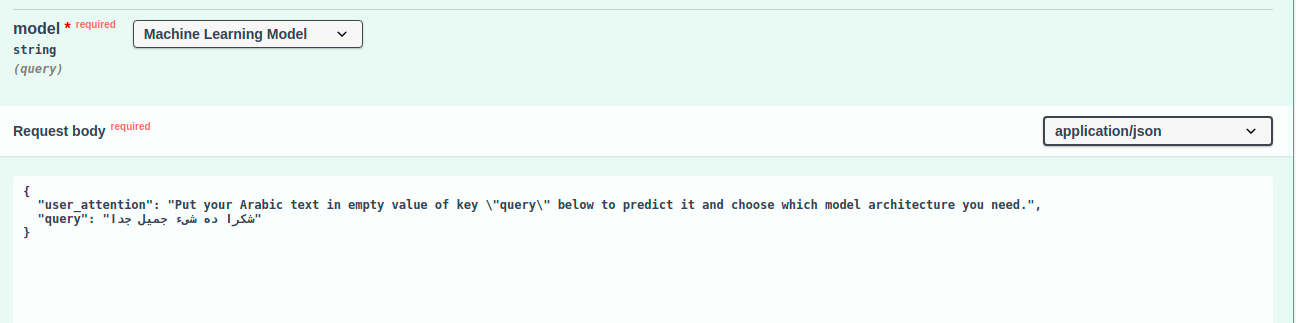 model * required
Machine Learning Model
string
(query)
Request body required
application/json
{
"user_attention": "Put your Arabic text in empty value of key \"query\" below to predict it and choose which model architecture you need.",
"query": "شكرا ده شىء جميل جدا"
}